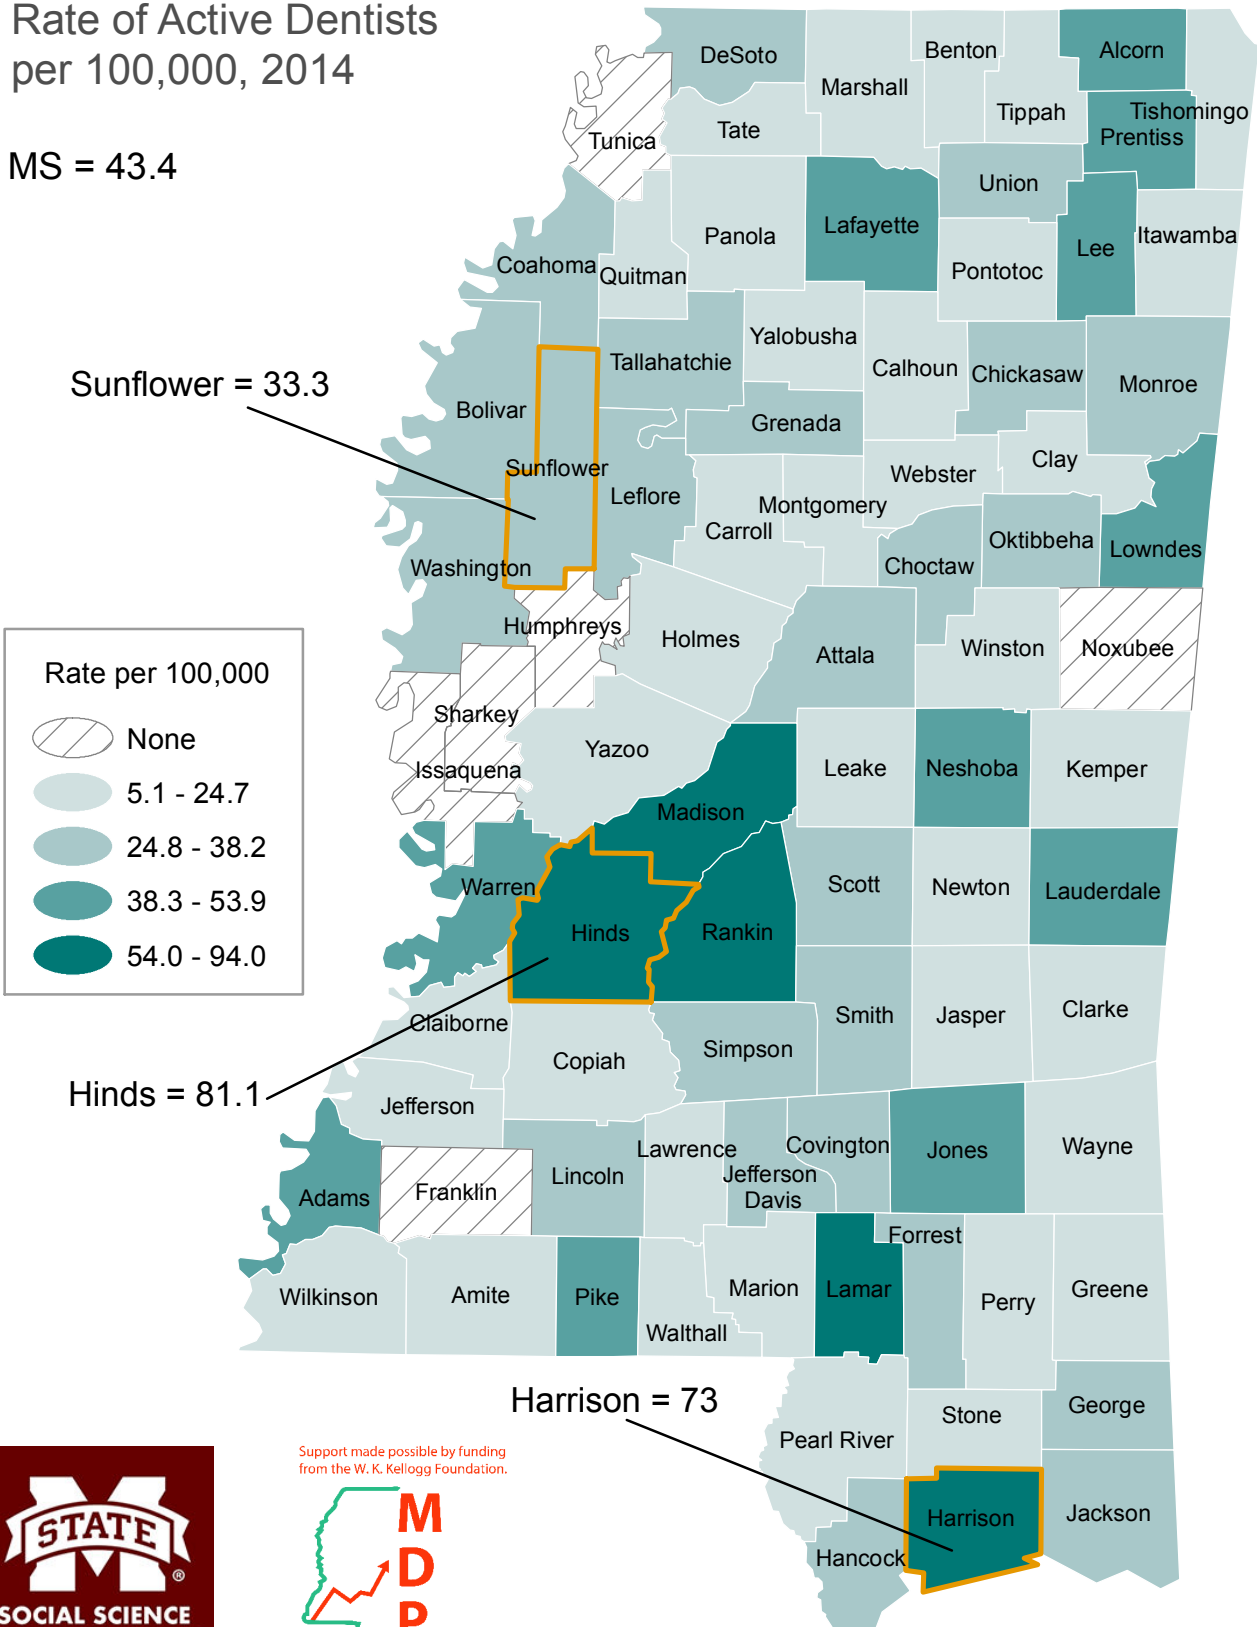 Rate of Active Dentists
per 100,000, 2014
MS = 43.4
DeSoto
Benton
Alcorn
Marshall
Tippah
Tishomingo
Tate
Prentiss
Tunica
Union
Lafayette
Panola
Lee
Itawamba
Coahoma
Quitman
Pontotoc
Yalobusha
Tallahatchie
Calhoun
Chickasaw
Monroe
Sunflower = 33.3
Bolivar
Grenada
Sunflower
Clay
Webster
Leflore
Montgomery
Carroll
Oktibbeha
Lowndes
Choctaw
Washington
Humphreys
Holmes
Attala
Winston
Noxubee
Rate per 100,000
None
5.1 - 24.7
24.8 - 38.2
38.3 - 53.9
54.0 - 94.0
Sharkey
Yazoo
Issaquena
Leake
Neshoba
Kemper
Madison
Warren
Scott
Newton
Lauderdale
Hinds
Rankin
Claiborne
Smith
Jasper
Clarke
Copiah
Simpson
Hinds = 81.1
Jefferson
Lawrence
Covington
Jones
Wayne
Lincoln
Jefferson
Davis
Adams
Franklin
Forrest
Wilkinson
Amite
Pike
Marion
Lamar
Perry
Greene
Walthall
Harrison = 73
Stone
George
Pearl River
Harrison
Jackson
Hancock
Support made possible by funding
from the W. K. Kellogg Foundation.
M
D
P
M
STATE
®
SOCIAL SCIENCE